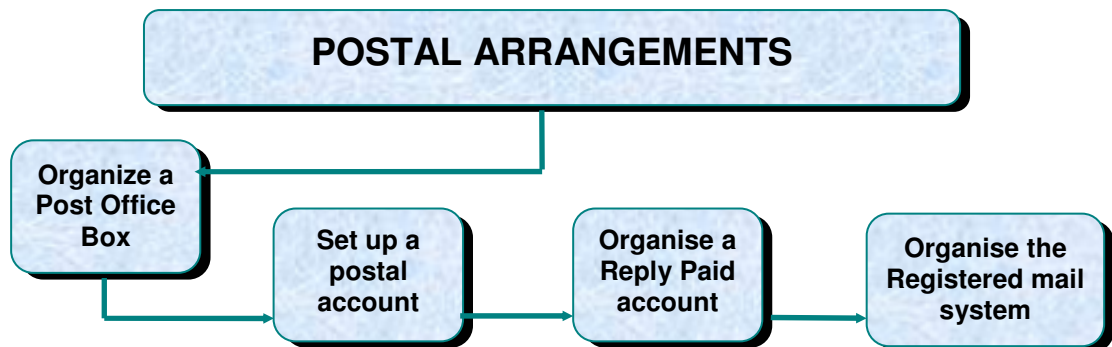 POSTAL ARRANGEMENTS
Organize a
Post Office
Box
Set up a
postal
account
Organise a
Reply Paid
account
Organise the
Registered mail
system